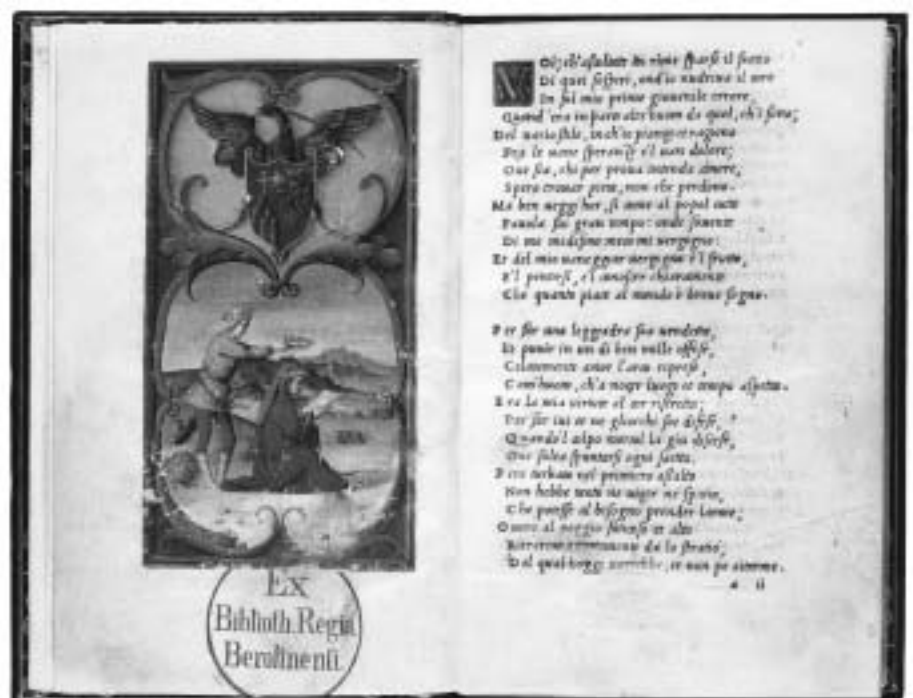 Ex
Biblioth. Regia
Berolinensi.
VOi, ch'ascoltate in rime sparse il suono
Di quei sospiri, ond'io nudriva il core
In sul mio primo giovenile errore,
Quand'era in parte altr'huom da quel, ch'i sono;
Del vario stile, in ch'io piango et ragiono
Fra le vane speranze e'l van dolore;
Ove sia, chi per prova intenda amore,
Spero trovar pieta, non che perdono.
Ma ben veggi hor, si come al popol tutto
Favola fui gran tempo: onde sovente
Di me medesmo meco mi vergogno:
Et del mio vaneggiar vergogna e'l frutto,
E'l pentersi, e'l conoscer chiaramente
Che quanto piace al mondo è breve sogno.
Per far una leggiadra sua vendetta,
Et punir in un di ben mille offese,
Celatamente amor l'arco riprese,
Com'huom, ch'a nocer luogo et tempo aspetta.
Era la mia virtute al cor ristretta;
Per far ivi et ne gliocchi sue difese,
Quando'l colpo mortal la giu discese,
Ove solea spuntarsi ogni saetta.
Pero turbata nel primiero assalto
Non hebbe tanto ne vigor ne spatio,
Che potesse al bisogno prender l'arme;
O vero al poggio faticoso et alto
Ritrarmi accortamente da lo stratio,
Dal qual hoggi vorrebbe, et non po aitarme.
a ii